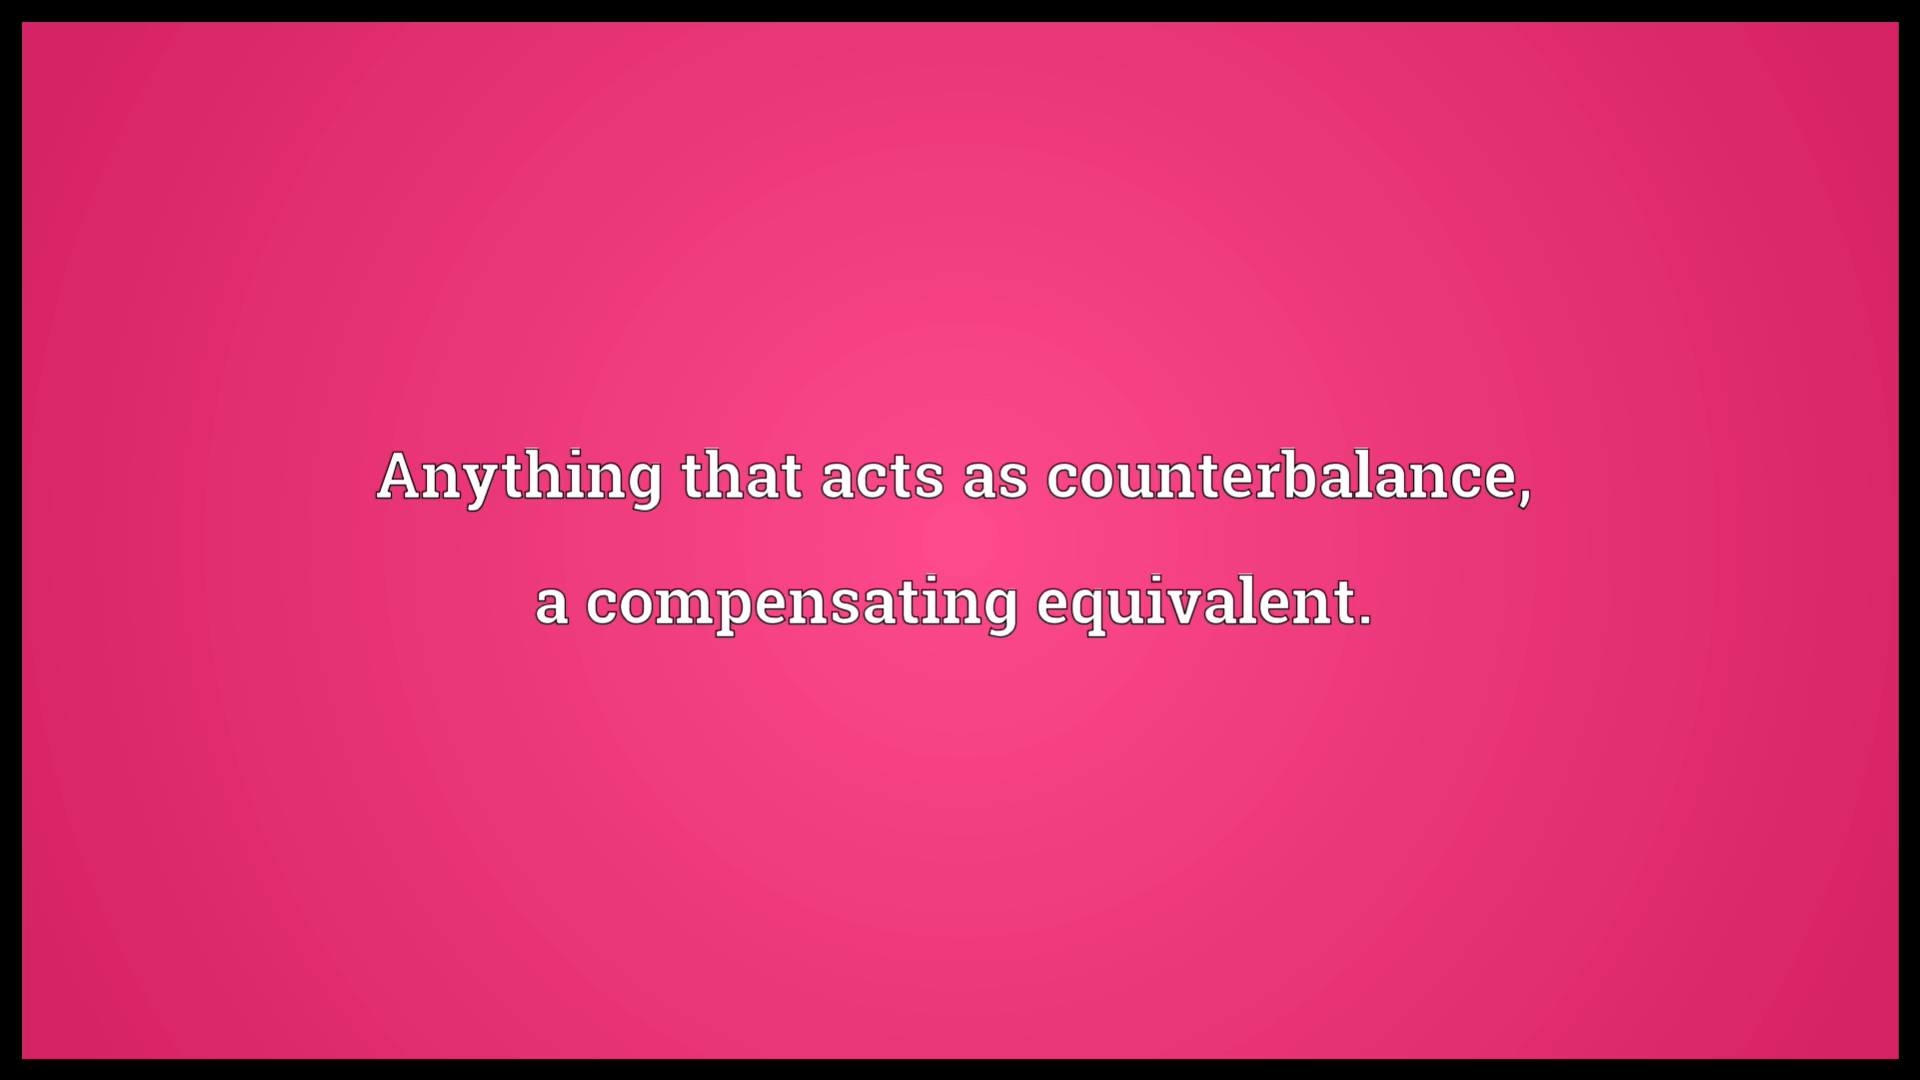 Anything that acts as counterbalance,
a compensating equivalent.